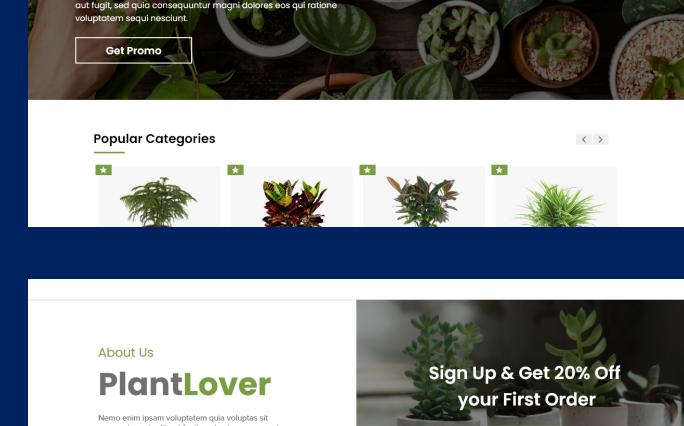 aut fugit, sed quia consequuntur magni dolores eos qui ratione
voluptatem sequi nesciunt.
Get Promo
Popular Categories
About Us
PlantLover
Nemo enim ipsam voluptatem quia voluptas sit
Sign Up & Get 20% Off
your First Order